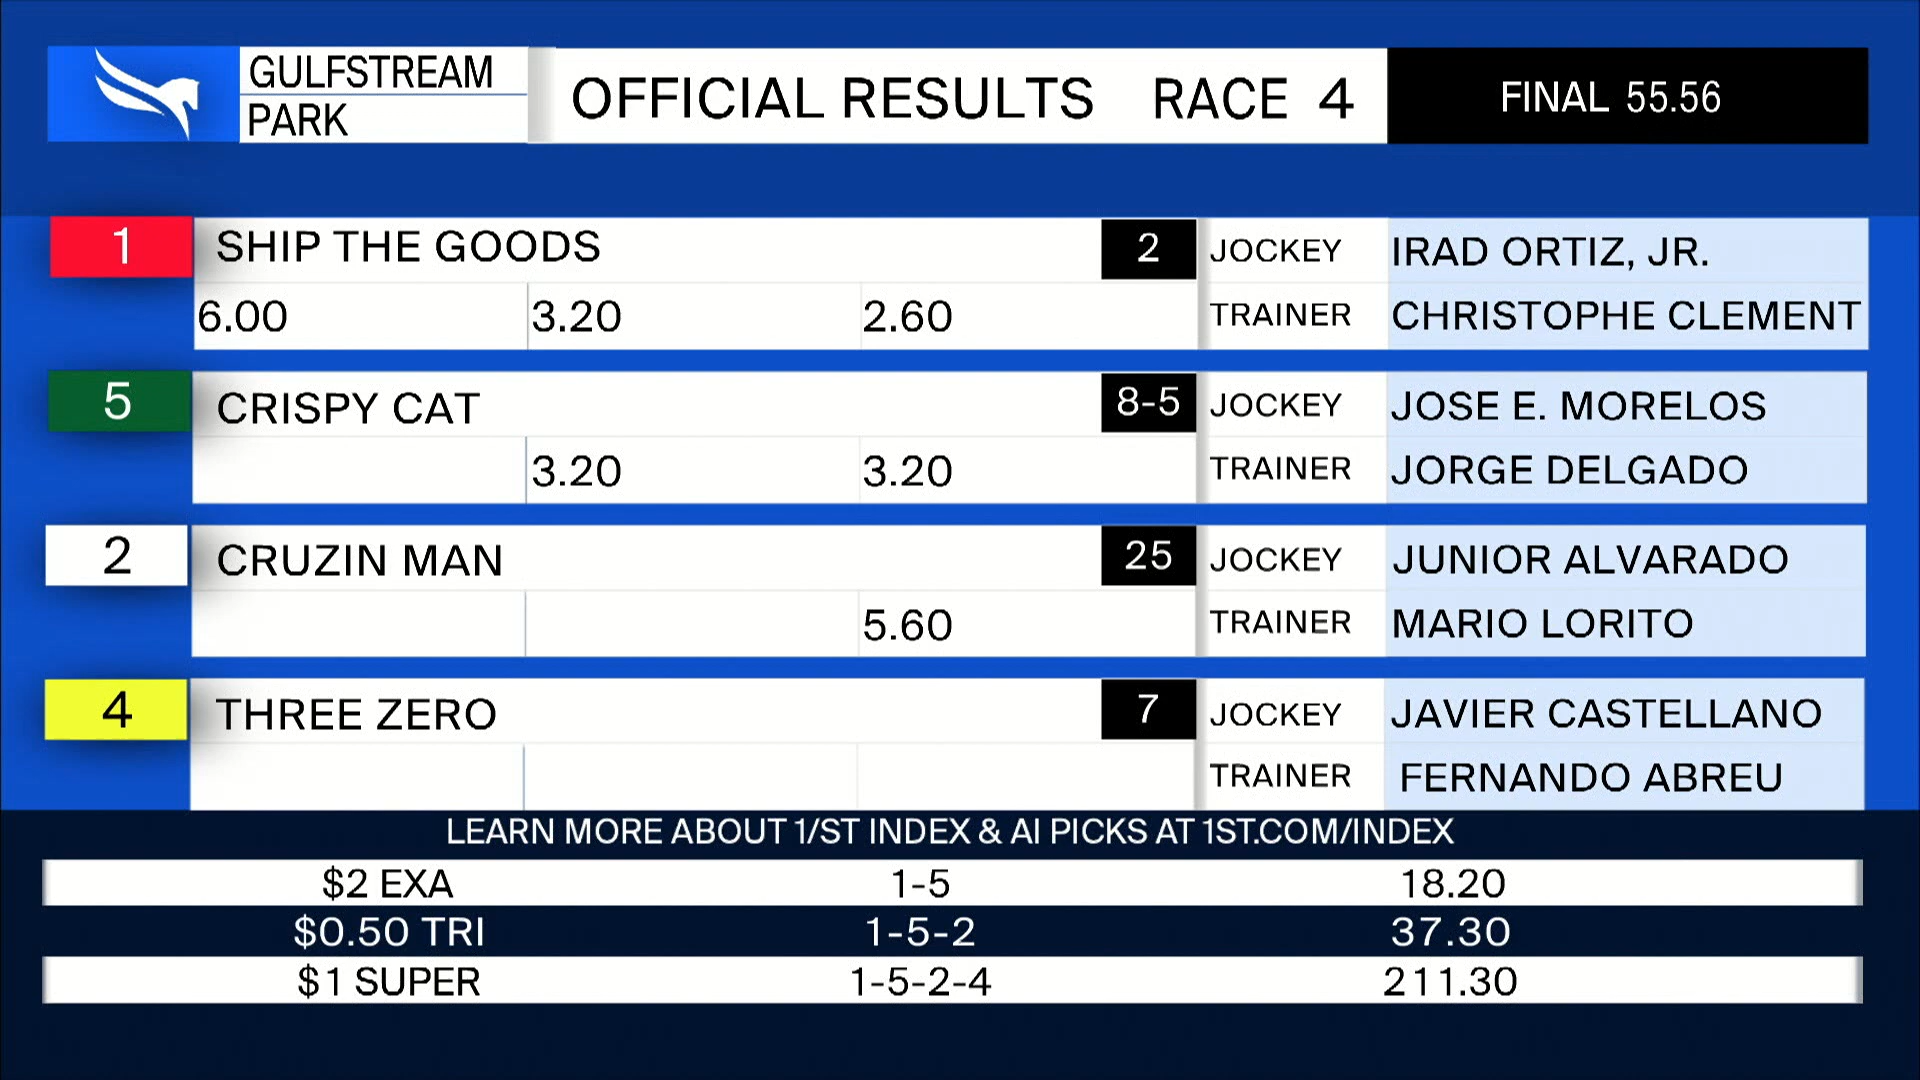 GULFSTREAM
PARK
OFFICIAL RESULTS RACE 4
FINAL 55.56
1 SHIP THE GOODS 2 JOCKEY IRAD ORTIZ, JR.
6.00 3.20 2.60 TRAINER CHRISTOPHE CLEMENT
5 CRISPY CAT 8-5 JOCKEY JOSE E. MORELOS
3.20 3.20 TRAINER JORGE DELGADO
2 CRUZIN MAN 25 JOCKEY JUNIOR ALVARADO
5.60 TRAINER MARIO LORITO
4 THREE ZERO 7 JOCKEY JAVIER CASTELLANO
TRAINER FERNANDO ABREU
LEARN MORE ABOUT 1/ST INDEX & AI PICKS AT 1ST.COM/INDEX
$2 EXA 1-5 18.20
$0.50 TRI 1-5-2 37.30
$1 SUPER 1-5-2-4 211.30